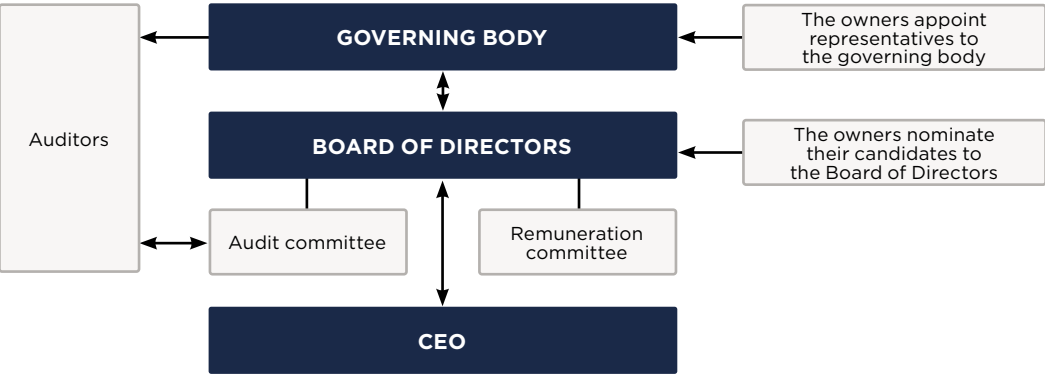 GOVERNING BODY
The owners appoint
representatives to
the governing body
Auditors
BOARD OF DIRECTORS
The owners nominate
their candidates to
the Board of Directors
Audit committee
Remuneration
committee
CEO